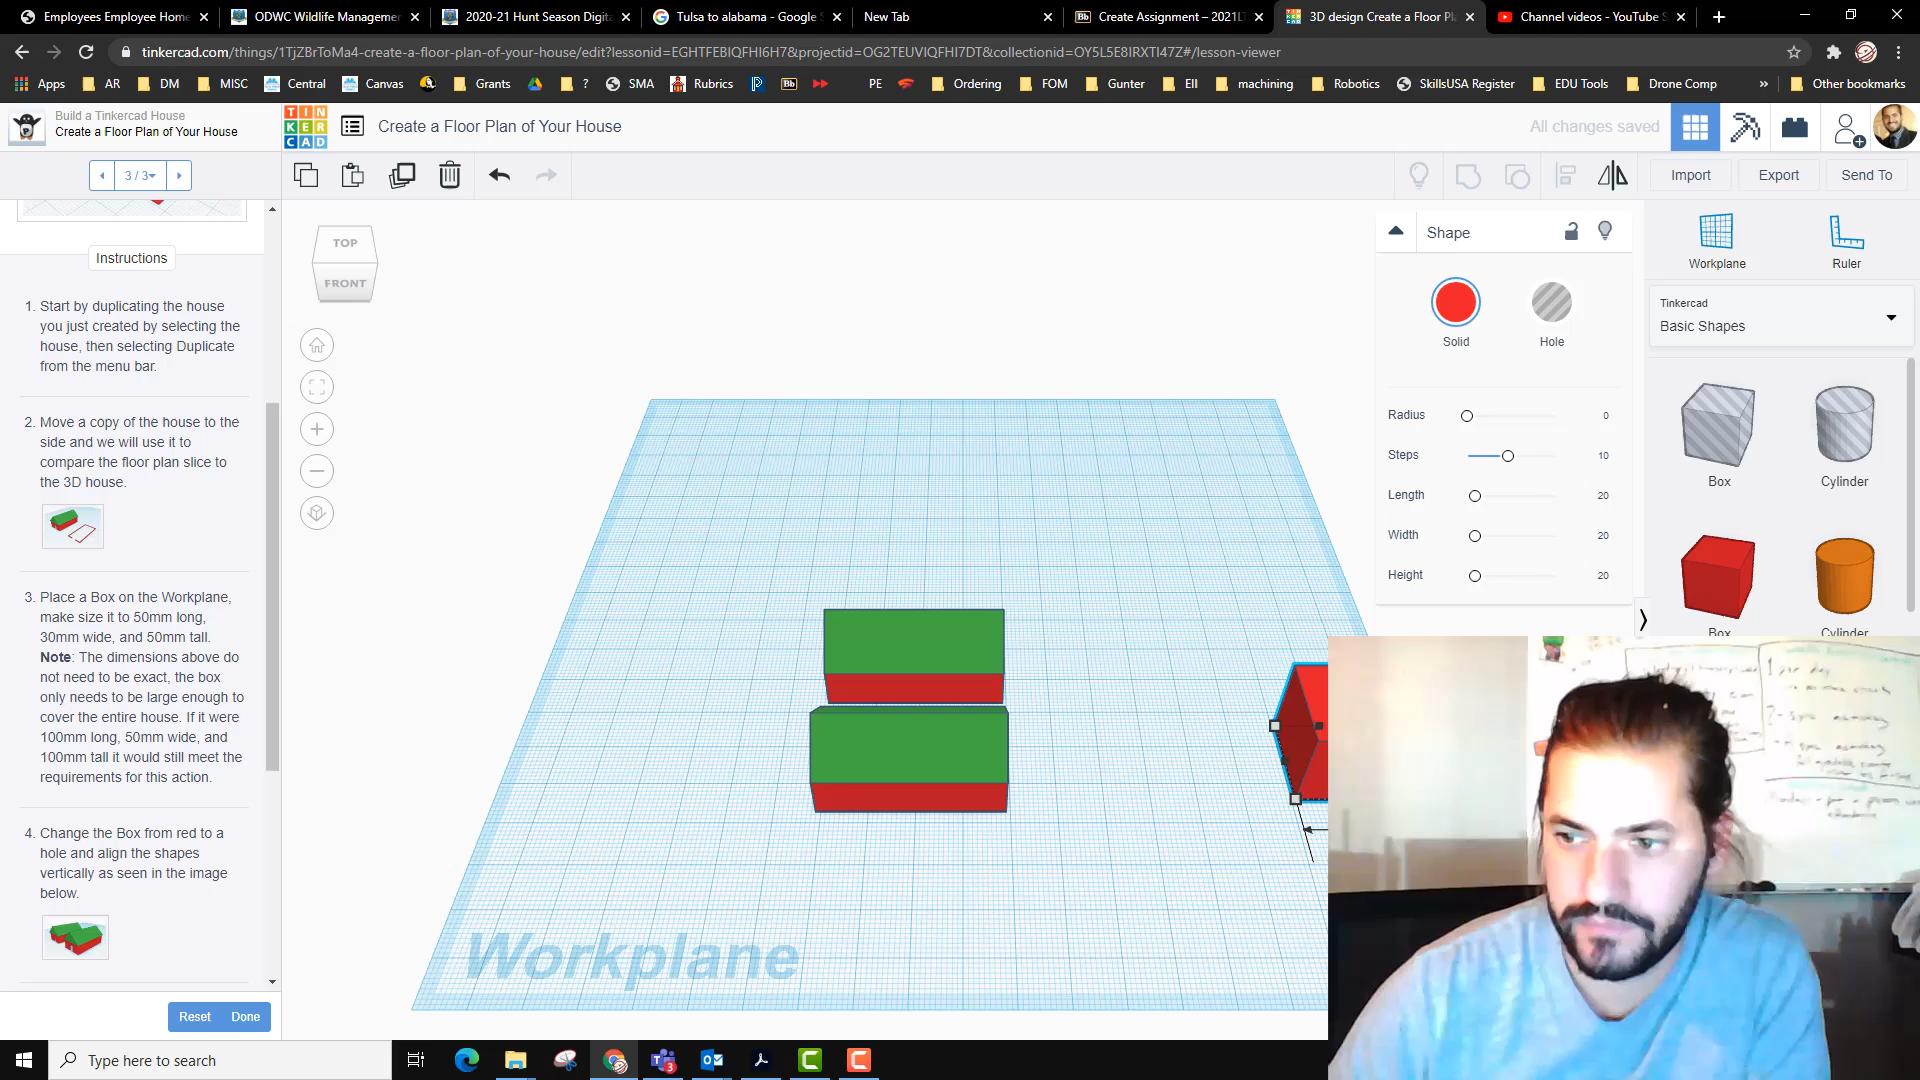 Employees Employee Home
ODWC Wildlife Managemen
2020-21 Hunt Season Digita
Tulsa to alabama - Google S
New Tab
Create Assignment – 2021L
3D design Create a Floor Pl
Channel videos - YouTube S
tinkercad.com/things/1TjZBrToMa4-create-a-floor-plan-of-your-house/edit?lessonid=EGHTFEBIQFHI6H7&projectid=OG2TEUVIQFHI7DT&collectionid=OY5L5E8IRXTI47Z#/lesson-viewer
Apps AR DM MISC Central Canvas Grants ? SMA Rubrics Bb PE Ordering FOM Gunter EII machining Robotics SkillsUSA Register EDU Tools Drone Comp » Other bookmarks
Build a Tinkercad House
Create a Floor Plan of Your House
TIN
KER
CAD
Create a Floor Plan of Your House
All changes saved
3 / 3
Import Export Send To
Instructions
1. Start by duplicating the house
you just created by selecting the
house, then selecting Duplicate
from the menu bar.
2. Move a copy of the house to the
side and we will use it to
compare the floor plan slice to
the 3D house.
3. Place a Box on the Workplane,
make size it to 50mm long,
30mm wide, and 50mm tall.
Note: The dimensions above do
not need to be exact, the box
only needs to be large enough to
cover the entire house. If it were
100mm long, 50mm wide, and
100mm tall it would still meet the
requirements for this action.
4. Change the Box from red to a
hole and align the shapes
vertically as seen in the image
below.
Reset Done
TOP
FRONT
Workplane
Shape
Solid Hole
Radius 0
Steps 10
Length 20
Width 20
Height 20
Workplane Ruler
Tinkercad
Basic Shapes
Box Cylinder
Box Cylinder
Type here to search
3